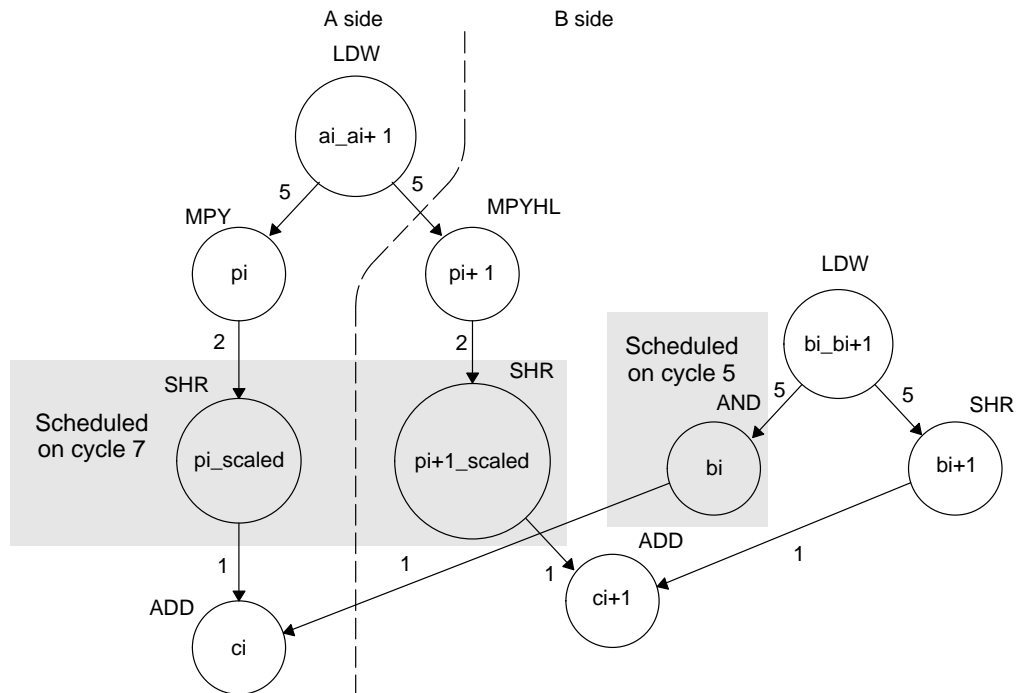 A side
B side
LDW
ai_ai+ 1
5
5
MPY
MPYHL
pi
pi+ 1
LDW
bi_bi+1
2
2
Scheduled
on cycle 5
SHR
SHR
AND
5
5
SHR
Scheduled
on cycle 7
pi_scaled
pi+1_scaled
bi
bi+1
1
1
1
1
ADD
ADD
ci
ci+1